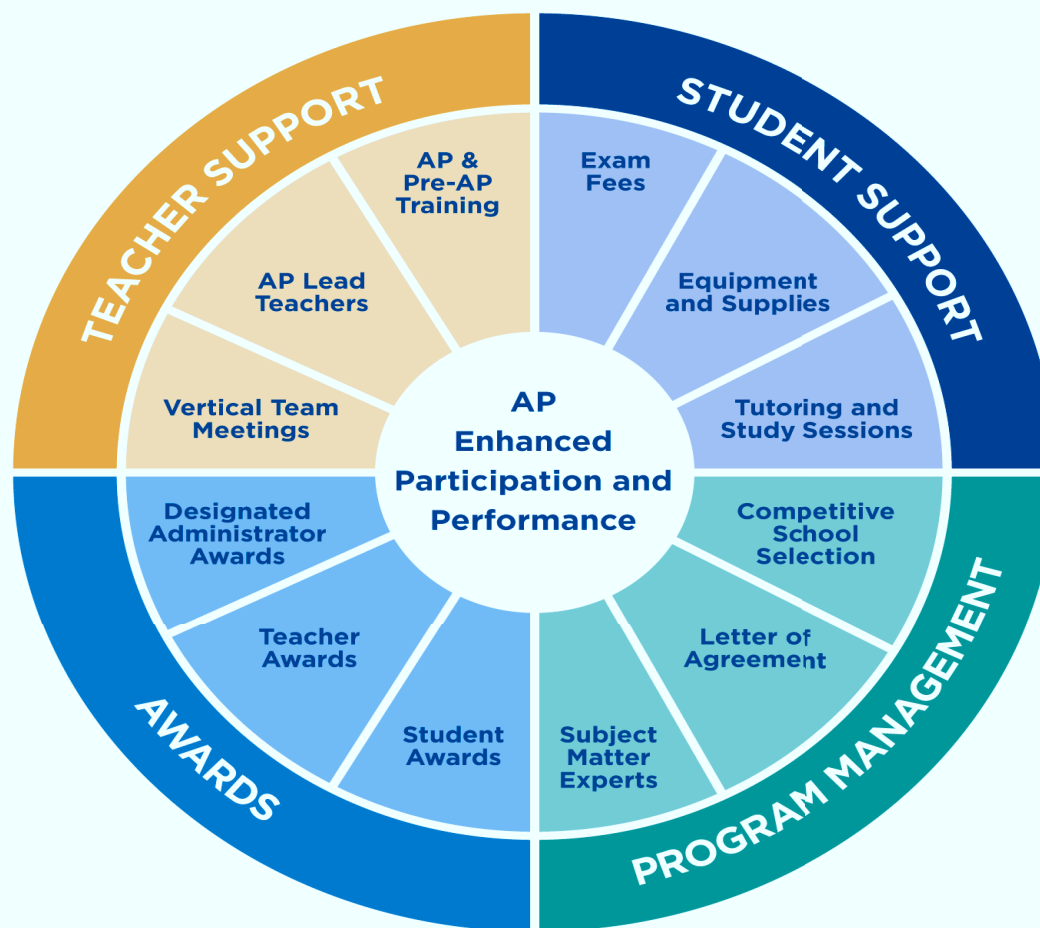 TEACHER SUPPORT
AP &
Pre-AP
Training
AP Lead
Teachers
Vertical Team
Meetings
STUDENT SUPPORT
Exam
Fees
Equipment
and Supplies
Tutoring and
Study Sessions
AP
Enhanced
Participation and
Performance
AWARDS
Designated
Administrator
Awards
Teacher
Awards
Student
Awards
PROGRAM MANAGEMENT
Competitive
School
Selection
Letter of
Agreement
Subject
Matter
Experts